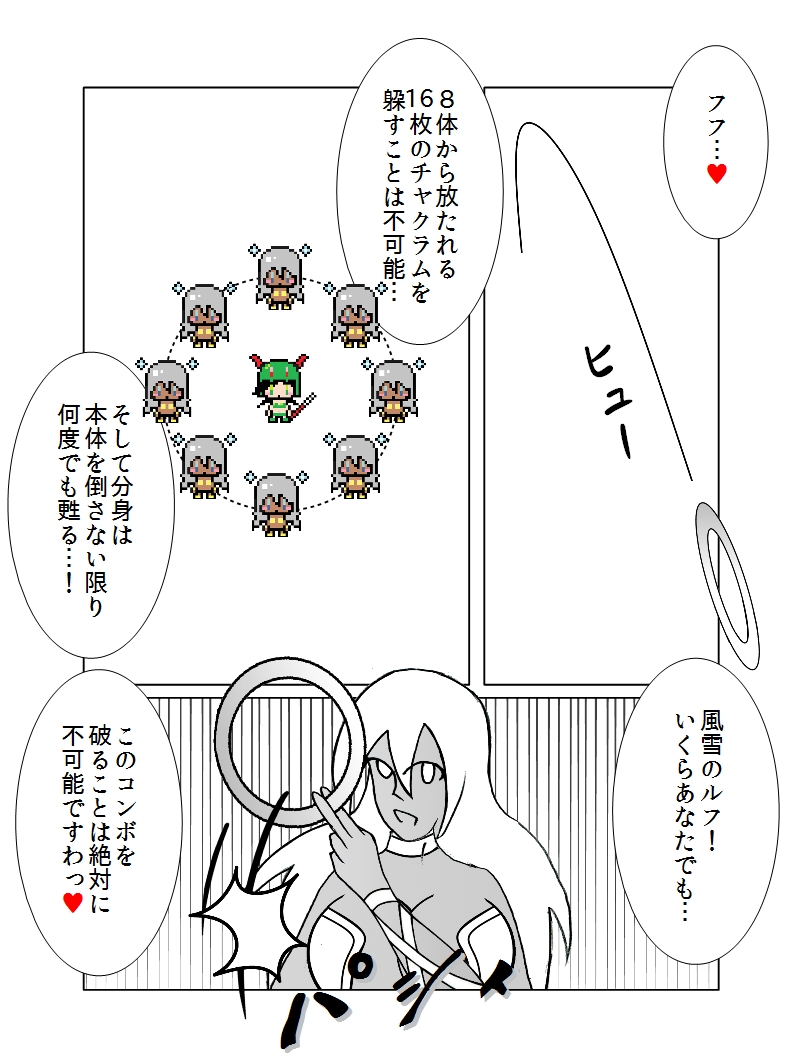 フフ…♥
ヒュー
8体から放たれる
16枚のチャクラムを
躱すことは不可能…
そして分身は
本体を倒さない限り
何度でも甦る…！
風雪のルフ！
いくらあなたでも…
このコンボを
破ることは絶対に
不可能ですわっ♥
パシィ